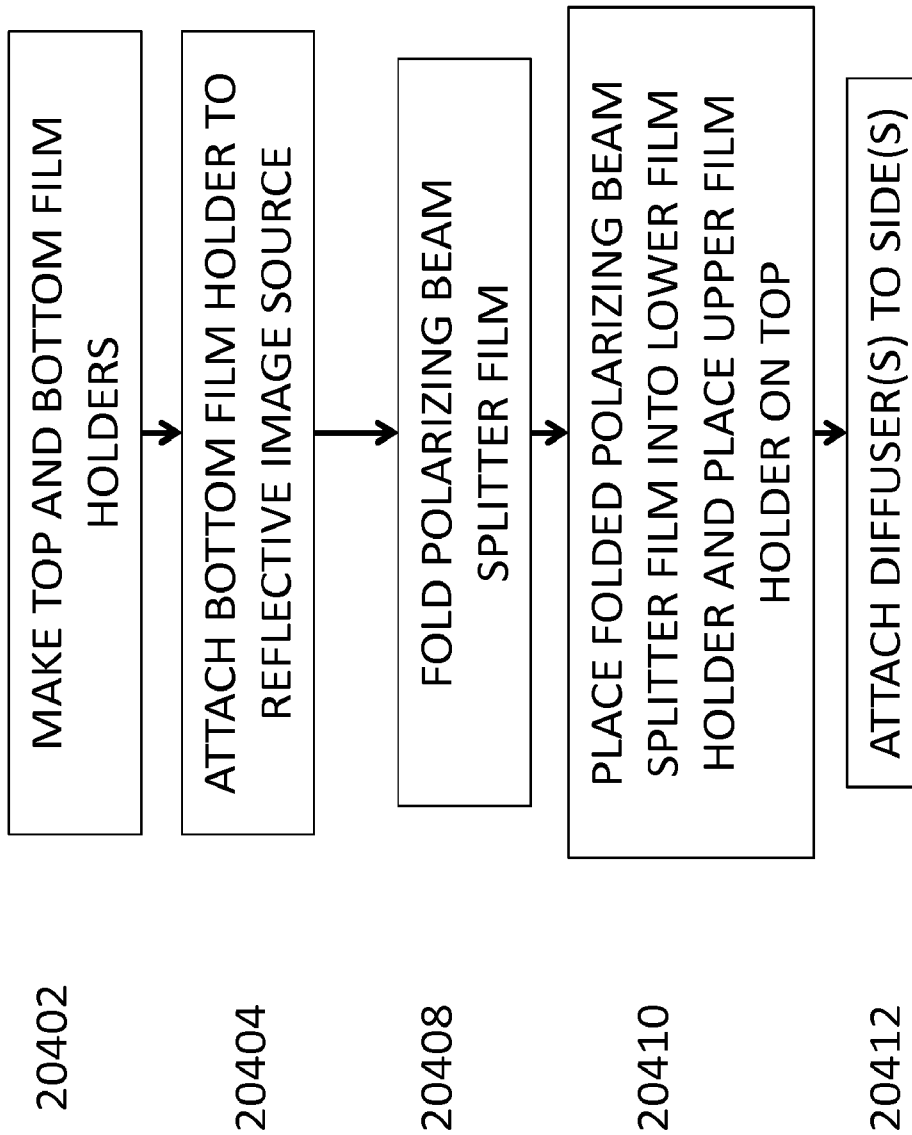 20402
MAKE TOP AND BOTTOM FILM
HOLDERS
20404
ATTACH BOTTOM FILM HOLDER TO
REFLECTIVE IMAGE SOURCE
20408
FOLD POLARIZING BEAM
SPLITTER FILM
20410
PLACE FOLDED POLARIZING BEAM
SPLITTER FILM INTO LOWER FILM
HOLDER AND PLACE UPPER FILM
HOLDER ON TOP
20412
ATTACH DIFFUSER(S) TO SIDE(S)